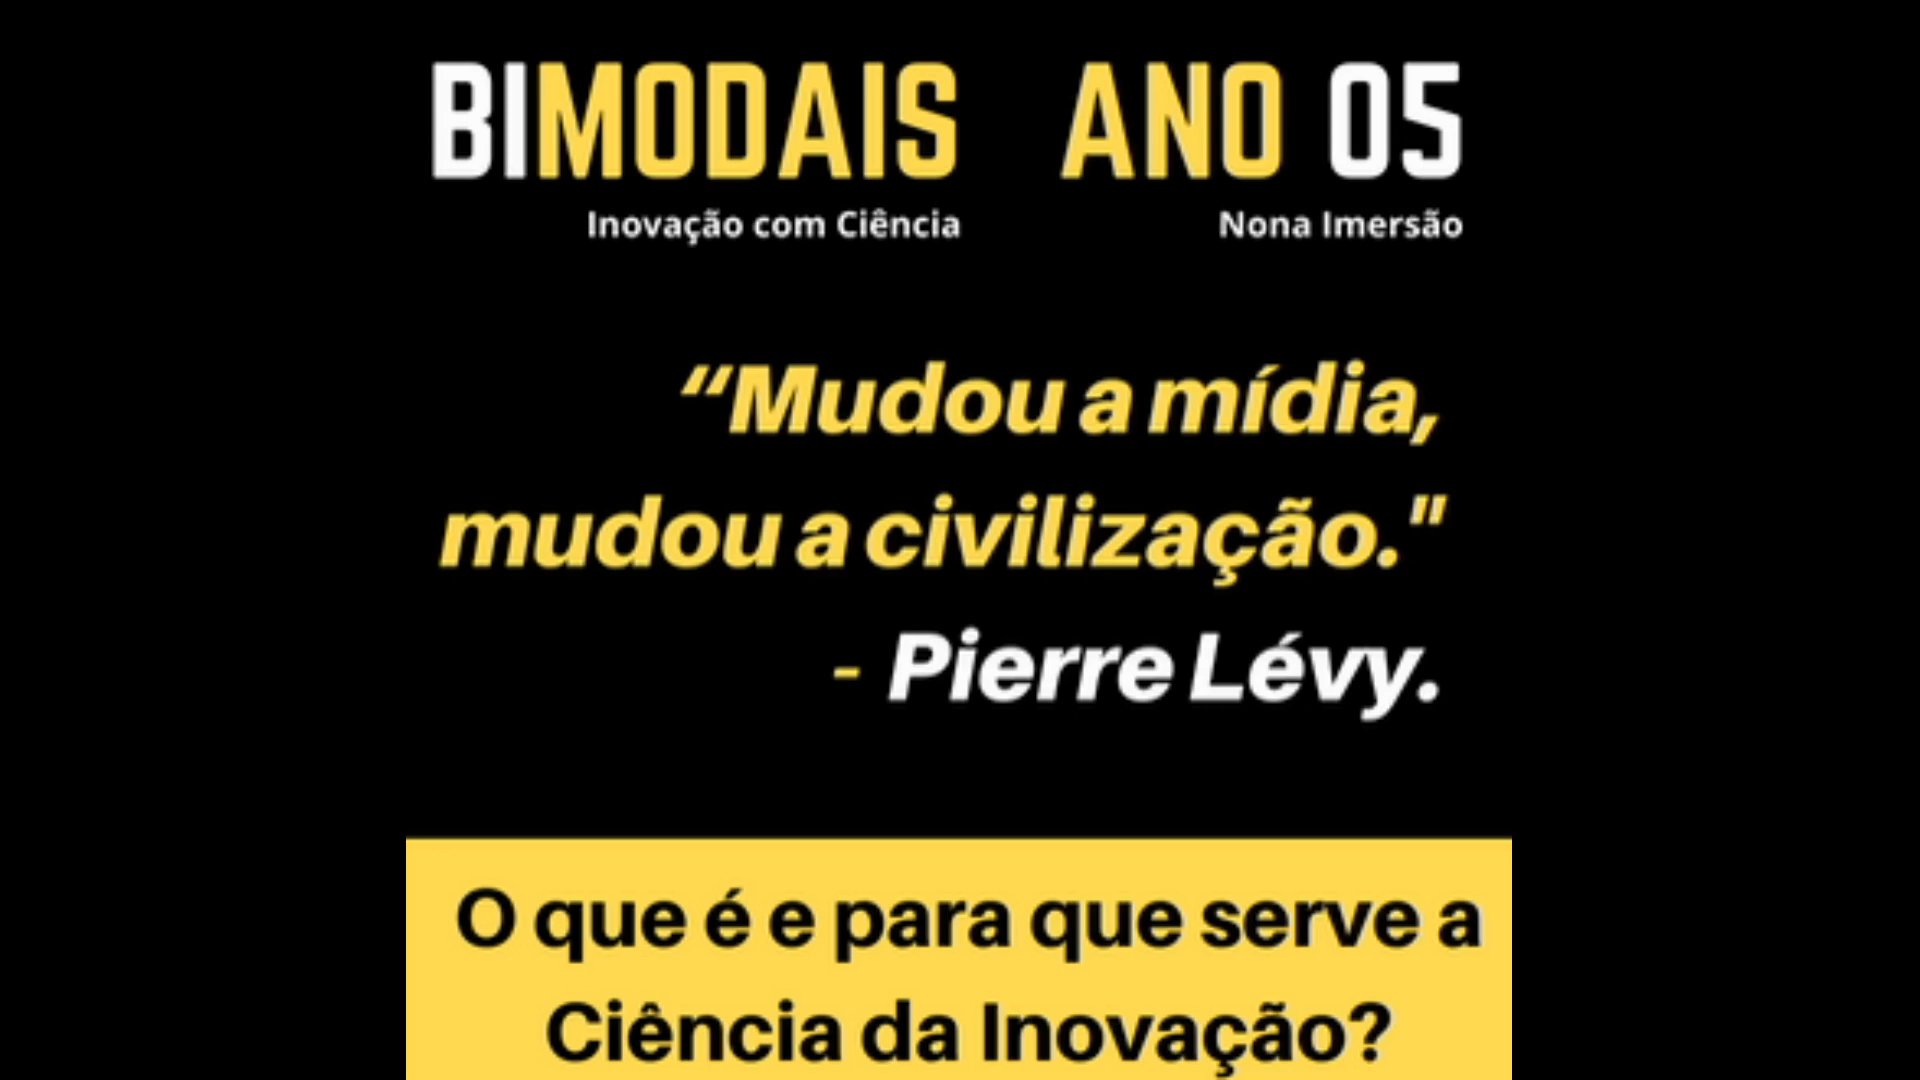 BIMODAIS ANO 05
Inovação com Ciência Nona Imersão
“Mudou a mídia,
mudou a civilização."
- Pierre Lévy.
O que é e para que serve a
Ciência da Inovação?